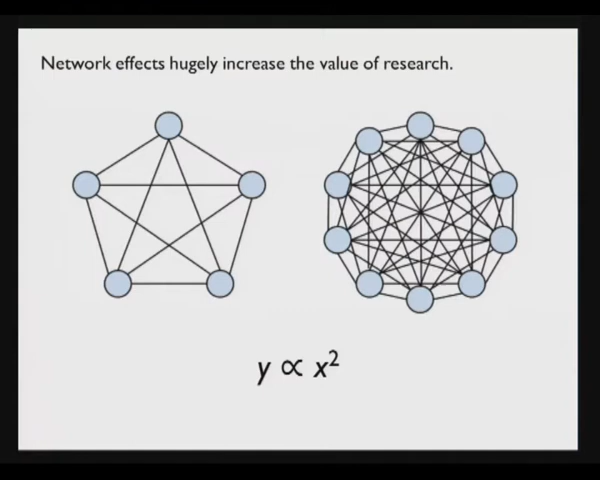 Network effects hugely increase the value of research.
y ∝ x²